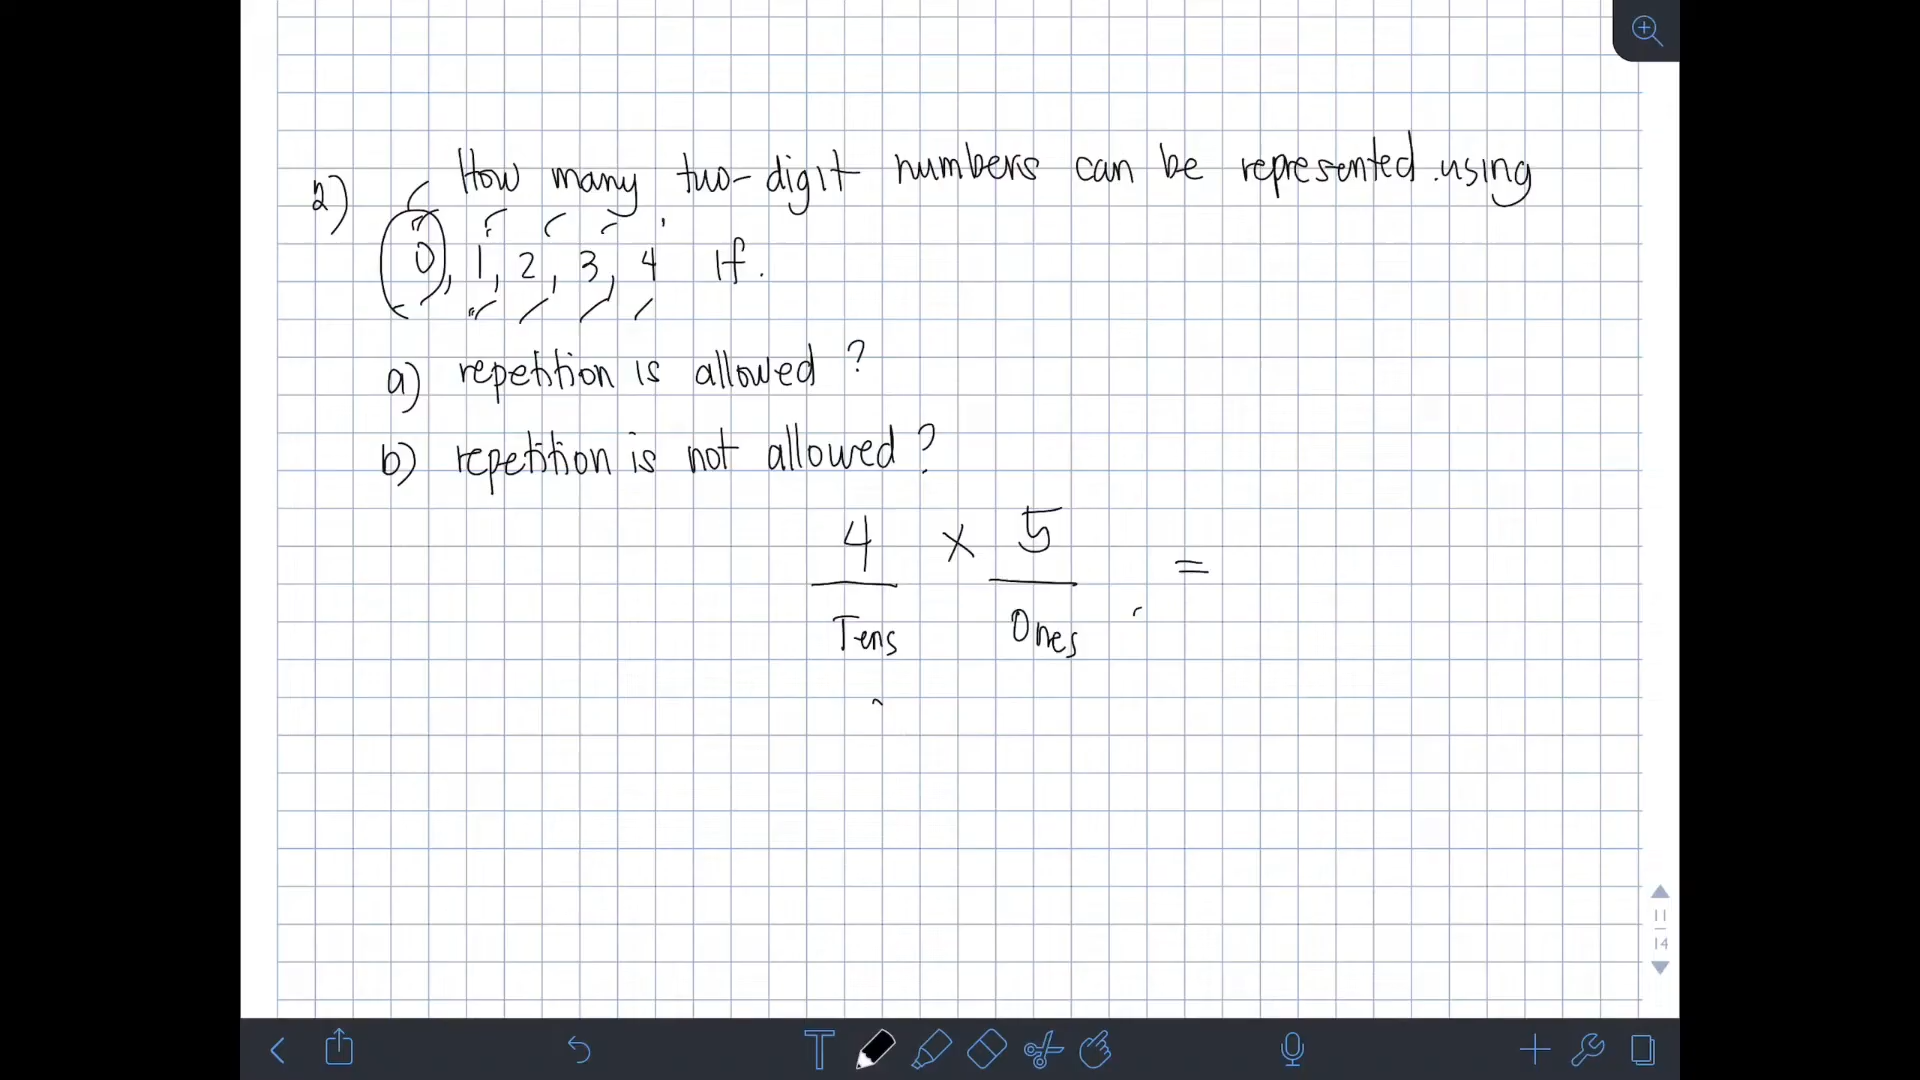 2) How many two-digit numbers can be represented using
0, 1, 2, 3, 4 If.
a) repetition is allowed?
b) repetition is not allowed?
4 × 5 =
Tens Ones
11
14
T